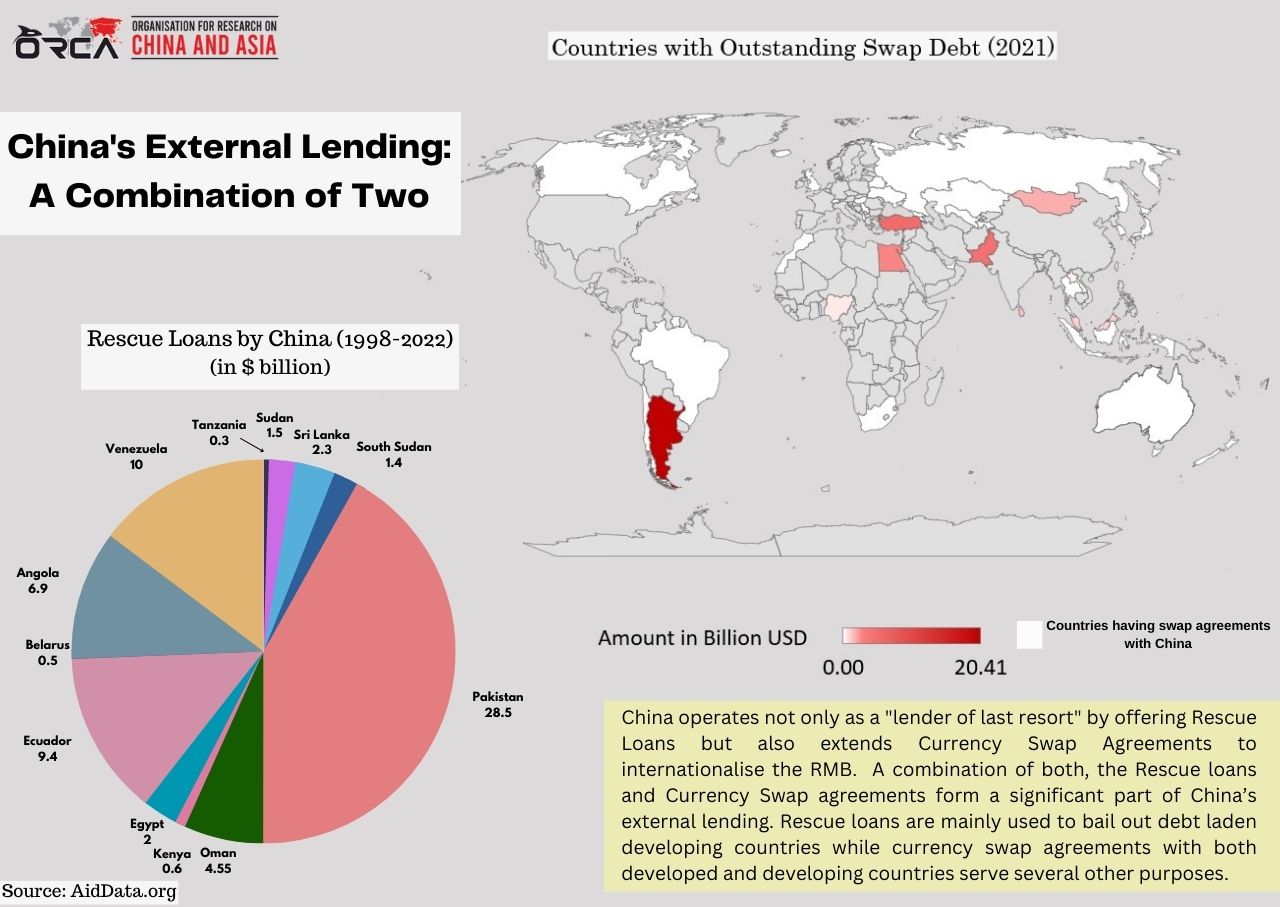 ORCA
ORGANISATION FOR RESEARCH ON
CHINA AND ASIA
Countries with Outstanding Swap Debt (2021)
China's External Lending:
A Combination of Two
Rescue Loans by China (1998-2022)
(in $ billion)
Tanzania
0.3
Sudan
1.5
Sri Lanka
2.3
South Sudan
1.4
Venezuela
10
Angola
6.9
Belarus
0.5
Ecuador
9.4
Egypt
2
Kenya
0.6
Oman
4.55
Pakistan
28.5
Source: AidData.org
Amount in Billion USD
0.00
20.41
Countries having swap agreements
with China
China operates not only as a "lender of last resort" by offering Rescue
Loans but also extends Currency Swap Agreements to
internationalise the RMB. A combination of both, the Rescue loans
and Currency Swap agreements form a significant part of China’s
external lending. Rescue loans are mainly used to bail out debt laden
developing countries while currency swap agreements with both
developed and developing countries serve several other purposes.